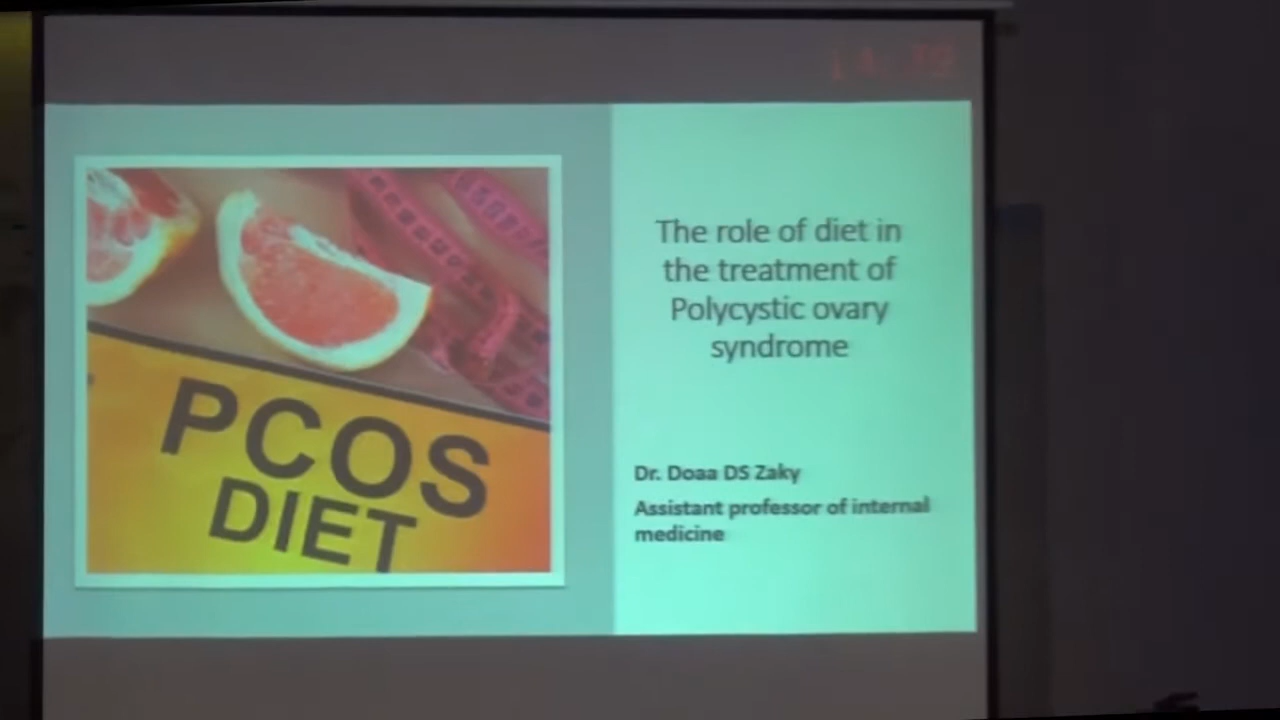 The role of diet in
the treatment of
Polycystic ovary
syndrome
PCOS
DIET
Dr. Doaa DS Zaky
Assistant professor of internal
medicine